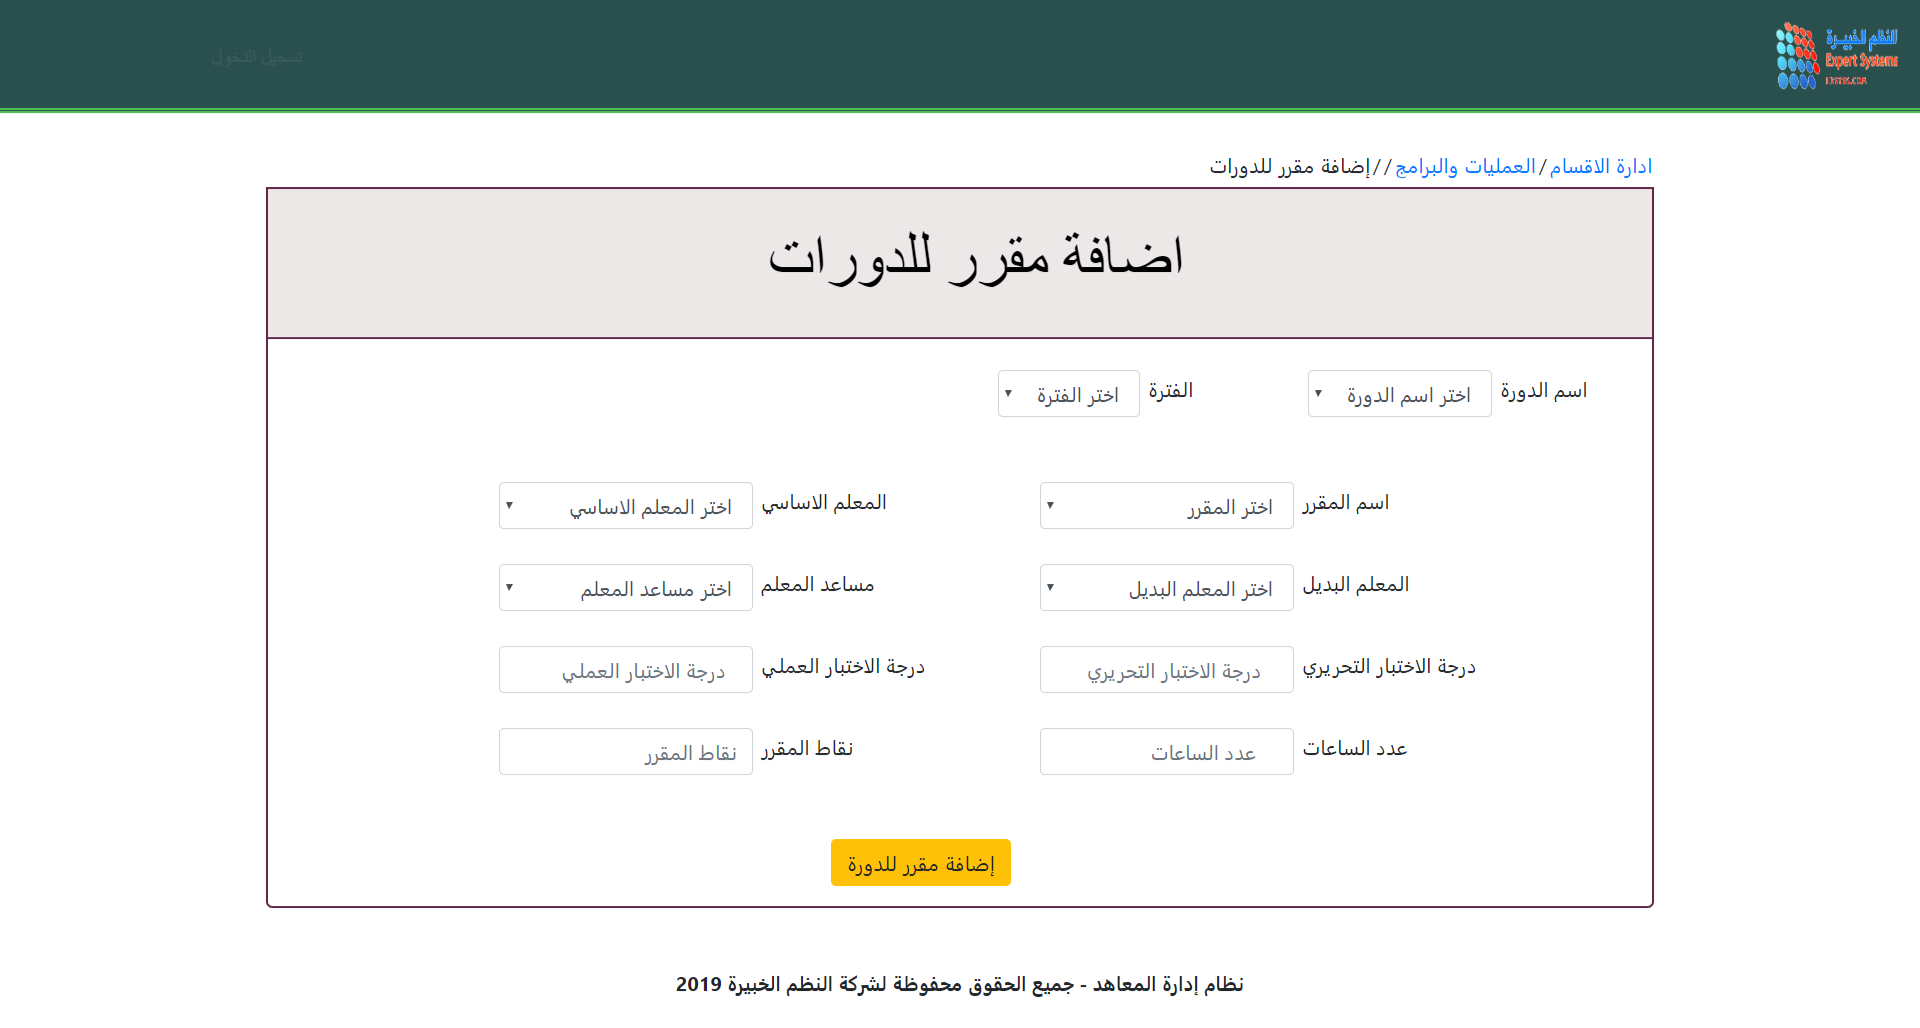 النظم الخبيرة
Expert Systems
تسجيل الدخول
ادارة الاقسام / العمليات والبرامج / / إضافة مقرر للدورات
اضافة مقرر للدورات
اسم الدورة اختر اسم الدورة الفترة اختر الفترة
اسم المقرر اختر المقرر المعلم الاساسي اختر المعلم الاساسي
المعلم البديل اختر المعلم البديل مساعد المعلم اختر مساعد المعلم
درجة الاختبار التحريري درجة الاختبار التحريري درجة الاختبار العملي درجة الاختبار العملي
عدد الساعات عدد الساعات نقاط المقرر نقاط المقرر
إضافة مقرر للدورة
نظام إدارة المعاهد - جميع الحقوق محفوظة لشركة النظم الخبيرة 2019